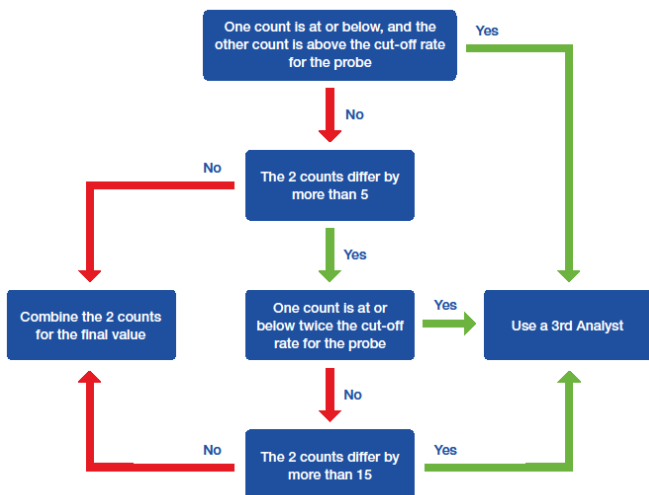 One count is at or below, and the
other count is above the cut-off rate
for the probe
Yes
No
No
The 2 counts differ by
more than 5
Yes
Combine the 2 counts
for the final value
One count is at or
below twice the cut-off
rate for the probe
Yes
Use a 3rd Analyst
No
No
The 2 counts differ by
more than 15
Yes